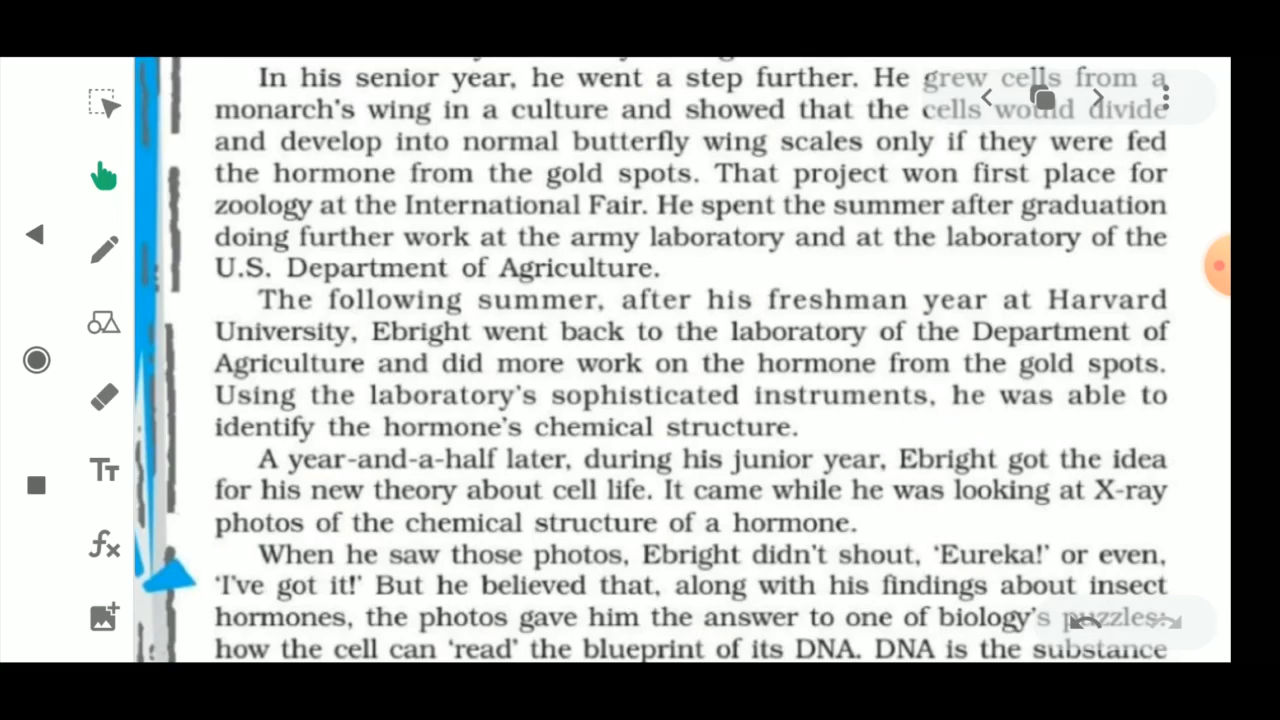 In his senior year, he went a step further. He grew cells from a
monarch's wing in a culture and showed that the cells would divide
and develop into normal butterfly wing scales only if they were fed
the hormone from the gold spots. That project won first place for
zoology at the International Fair. He spent the summer after graduation
doing further work at the army laboratory and at the laboratory of the
U.S. Department of Agriculture.
The following summer, after his freshman year at Harvard
University, Ebright went back to the laboratory of the Department of
Agriculture and did more work on the hormone from the gold spots.
Using the laboratory's sophisticated instruments, he was able to
identify the hormone's chemical structure.
A year-and-a-half later, during his junior year, Ebright got the idea
for his new theory about cell life. It came while he was looking at X-ray
photos of the chemical structure of a hormone.
When he saw those photos, Ebright didn't shout, 'Eureka!' or even,
'I've got it!' But he believed that, along with his findings about insect
hormones, the photos gave him the answer to one of biology's puzzles:
how the cell can 'read' the blueprint of its DNA. DNA is the substance
TT
fx